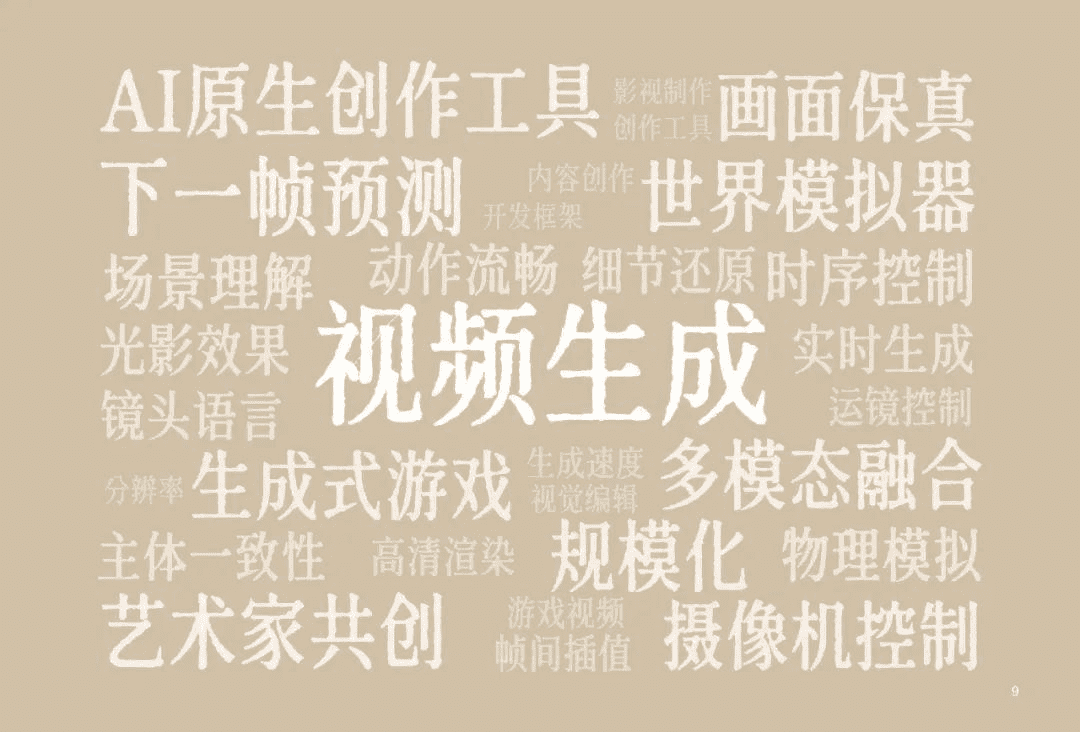 AI原生创作工具 影视制作 画面保真
创作工具
下一帧预测 内容创作 世界模拟器
开发框架
场景理解 动作流畅 细节还原 时序控制
光影效果 视频生成 实时生成
镜头语言 运镜控制
分辨率 生成式游戏 生成速度 多模态融合
视觉编辑
主体一致性 高清渲染 规模化 物理模拟
艺术家共创 游戏视频 摄像机控制
帧间插值
9